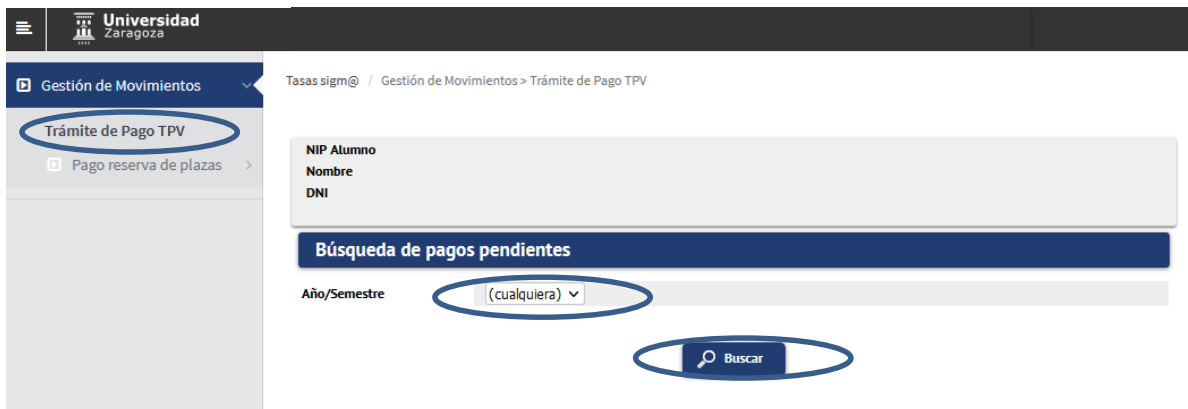 Universidad
Zaragoza
Gestión de Movimientos
Tasas sigm@ / Gestión de Movimientos > Trámite de Pago TPV
Trámite de Pago TPV
Pago reserva de plazas
NIP Alumno
Nombre
DNI
Búsqueda de pagos pendientes
Año/Semestre (cualquiera)
Buscar